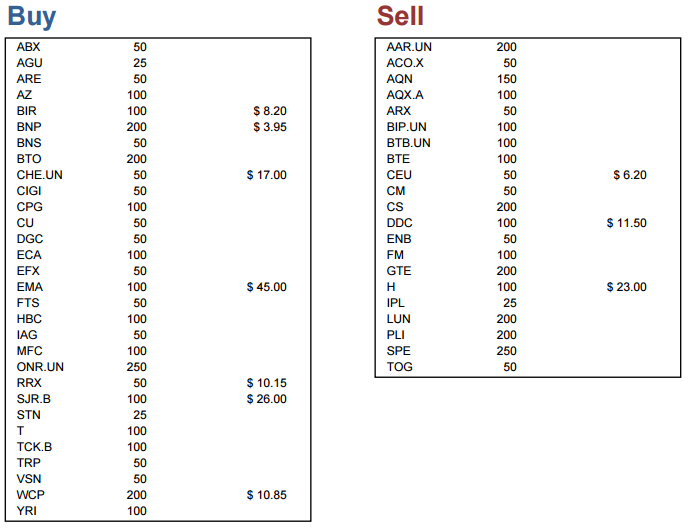 Buy
ABX 50
AGU 25
ARE 50
AZ 100
BIR 100 $ 8.20
BNP 200 $ 3.95
BNS 50
BTO 200
CHE.UN 50 $ 17.00
CIGI 50
CPG 100
CU 50
DGC 50
ECA 100
EFX 50
EMA 100 $ 45.00
FTS 50
HBC 100
IAG 50
MFC 100
ONR.UN 250
RRX 50 $ 10.15
SJR.B 100 $ 26.00
STN 25
T 100
TCK.B 100
TRP 50
VSN 50
WCP 200 $ 10.85
YRI 100
Sell
AAR.UN 200
ACO.X 50
AQN 150
AQX.A 100
ARX 50
BIP.UN 100
BTB.UN 100
BTE 100
CEU 50 $ 6.20
CM 50
CS 200
DDC 100 $ 11.50
ENB 50
FM 100
GTE 200
H 100 $ 23.00
IPL 25
LUN 200
PLI 200
SPE 250
TOG 50